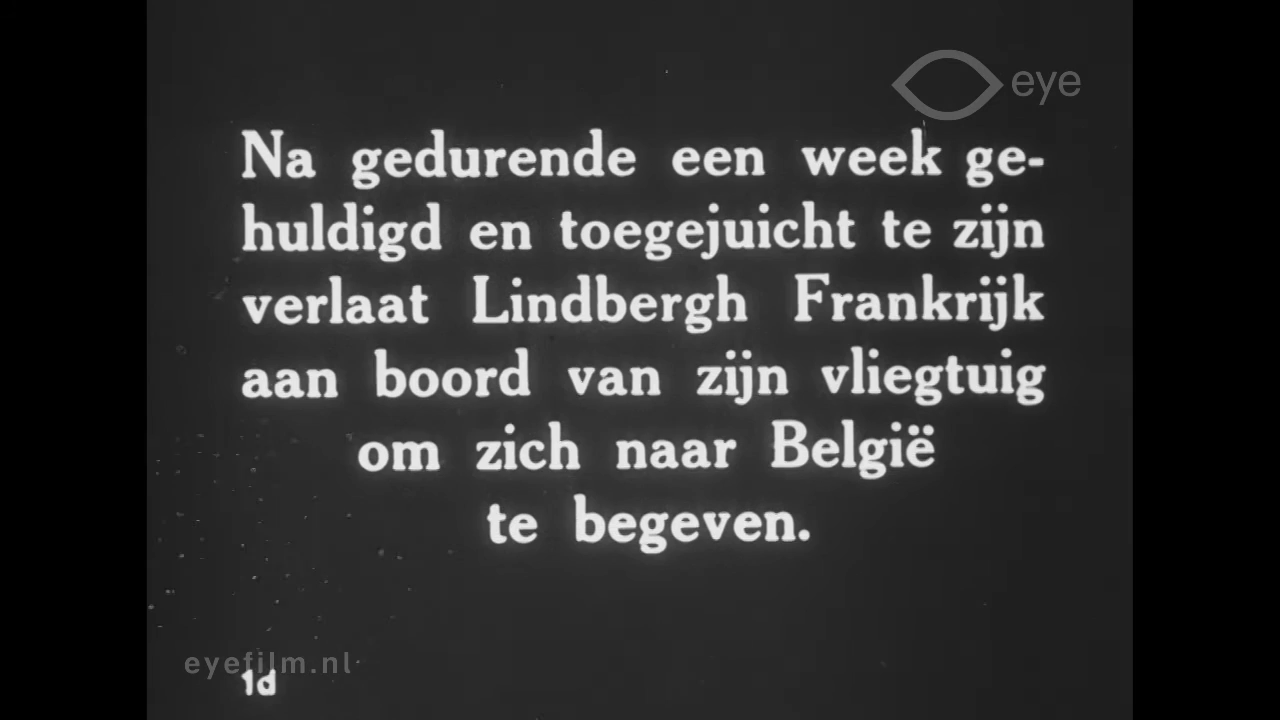 eye
Na gedurende een week ge-
huldigd en toegejuicht te zijn
verlaat Lindbergh Frankrijk
aan boord van zijn vliegtuig
om zich naar België
te begeven.
eyefilm.nl
1d